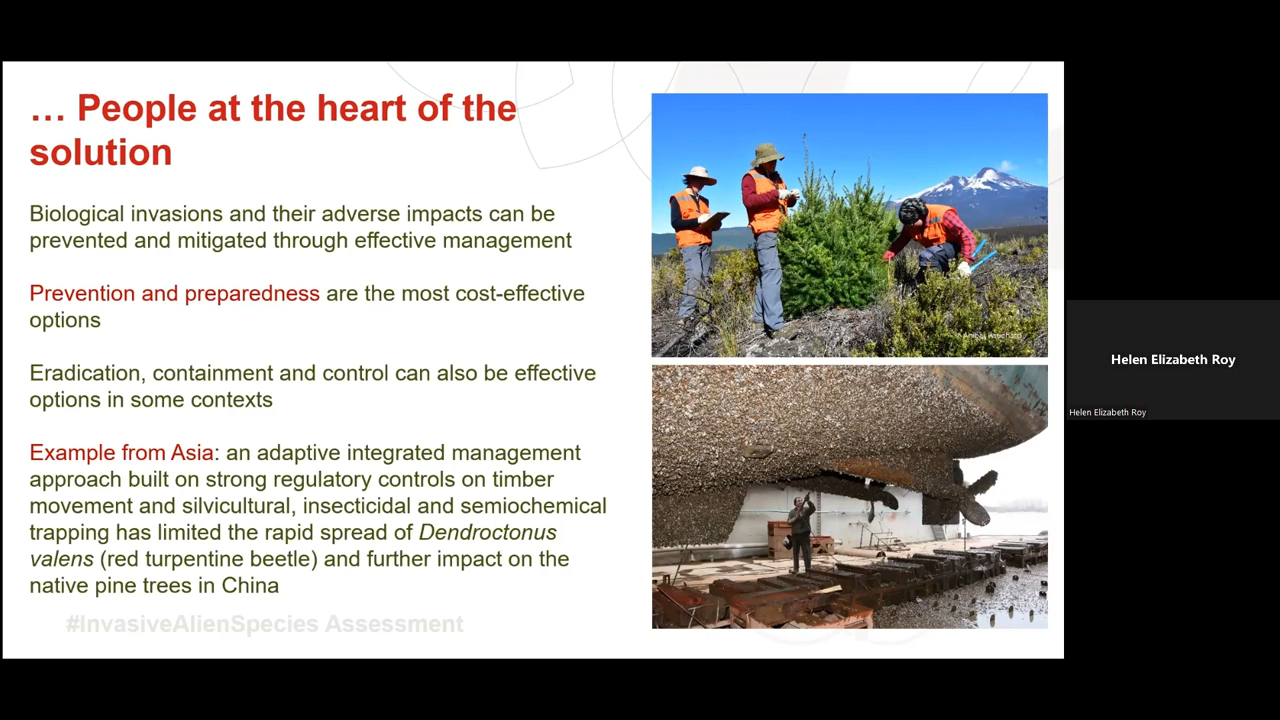 … People at the heart of the
solution
Biological invasions and their adverse impacts can be
prevented and mitigated through effective management
Prevention and preparedness are the most cost-effective
options
Eradication, containment and control can also be effective
options in some contexts
Example from Asia: an adaptive integrated management
approach built on strong regulatory controls on timber
movement and silvicultural, insecticidal and semiochemical
trapping has limited the rapid spread of Dendroctonus
valens (red turpentine beetle) and further impact on the
native pine trees in China
#InvasiveAlienSpecies Assessment
Helen Elizabeth Roy
Helen Elizabeth Roy